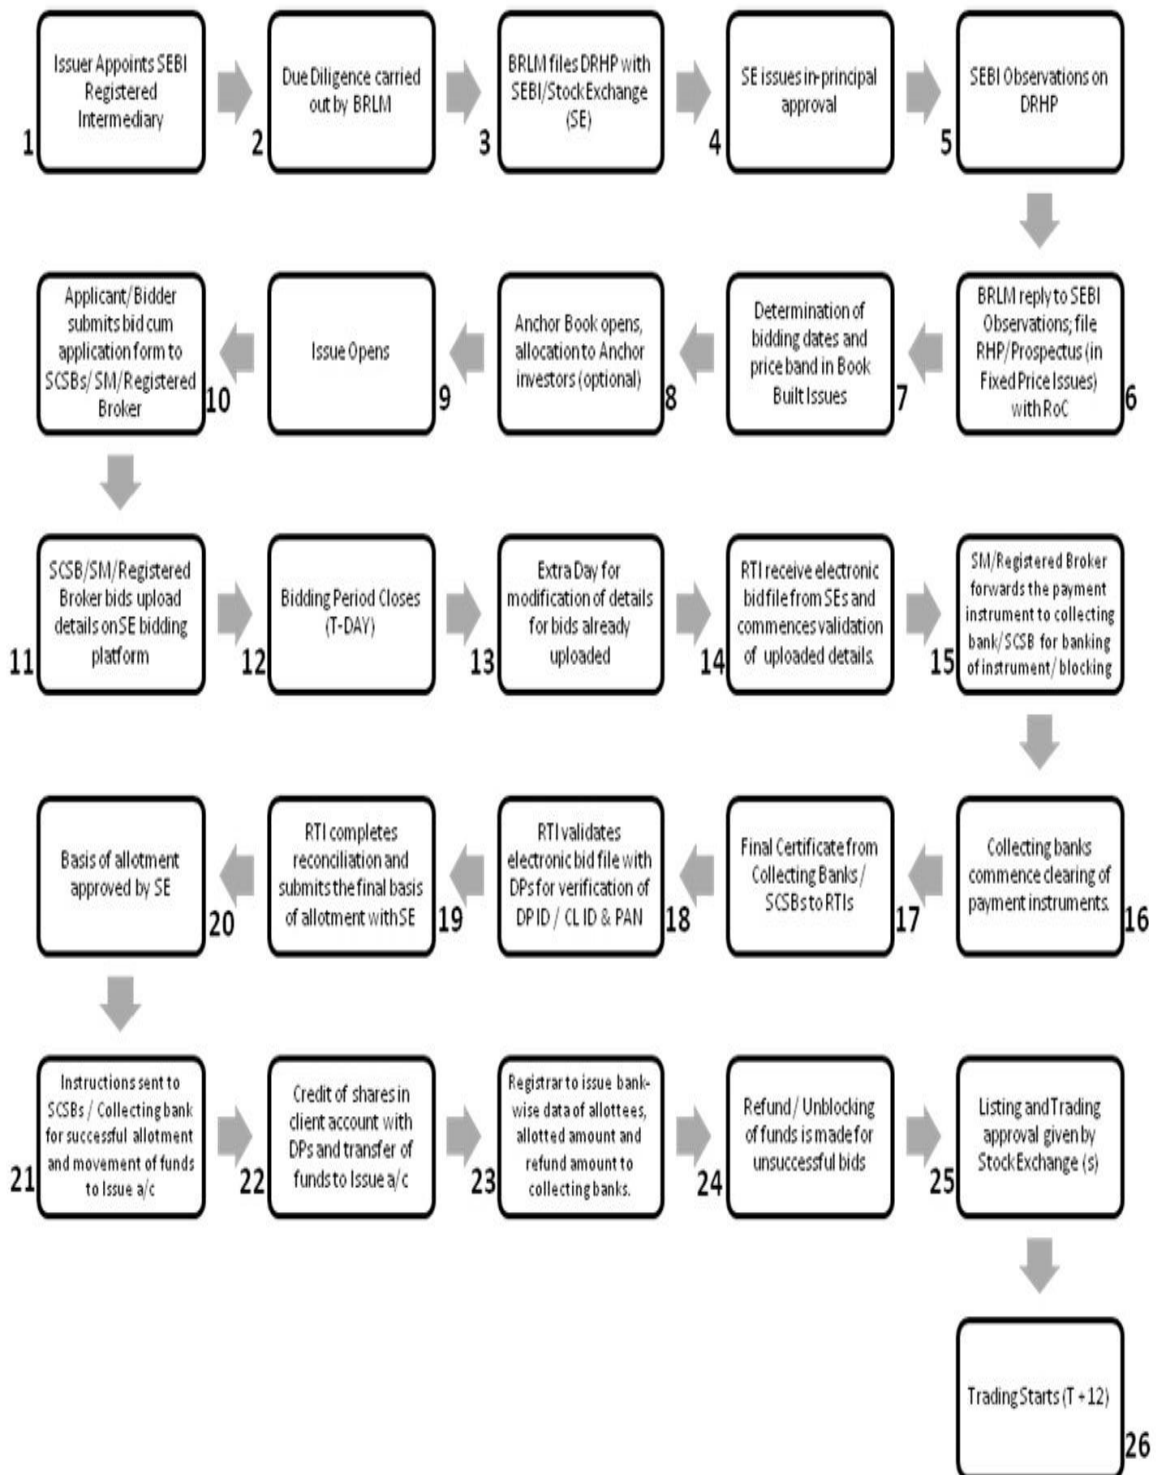 Issuer Appoints SEBI
Registered
Intermediary
1
Due Diligence carried
out by BRLM
2
BRLM files DRHP with
SEBI/Stock Exchange
(SE)
3
SE issues in-principal
approval
4
SEBI Observations on
DRHP
5
BRLM reply to SEBI
Observations; file
RHP/Prospectus (in
Fixed Price Issues)
with RoC
6
Determination of
bidding dates and
price band in Book
Built Issues
7
Anchor Book opens,
allocation to Anchor
investors (optional)
8
Issue Opens
9
Applicant/Bidder
submits bid cum
application form to
SCSBs/ SM/Registered
Broker
10
SCSB/SM/Registered
Broker bids upload
details on SE bidding
platform
11
Bidding Period Closes
(T-DAY)
12
Extra Day for
modification of details
for bids already
uploaded
13
RTI receive electronic
bid file from SEs and
commences validation
of uploaded details.
14
SM/Registered Broker
forwards the payment
instrument to collecting
bank/SCSB for banking
of instrument/ blocking
15
Collecting banks
commence clearing of
payment instruments.
16
Final Certificate from
Collecting Banks /
SCSBs to RTIs
17
RTI validates
electronic bid file with
DPs for verification of
DP ID / CL ID & PAN
18
RTI completes
reconciliation and
submits the final basis
of allotment with SE
19
Basis of allotment
approved by SE
20
Instructions sent to
SCSBs / Collecting bank
for successful allotment
and movement of funds
to Issue a/c
21
Credit of shares in
client account with
DPs and transfer of
funds to Issue a/c
22
Registrar to issue bank-
wise data of allottees,
allotted amount and
refund amount to
collecting banks.
23
Refund / Unblocking
of funds is made for
unsuccessful bids
24
Listing and Trading
approval given by
Stock Exchange (s)
25
Trading Starts (T + 12)
26